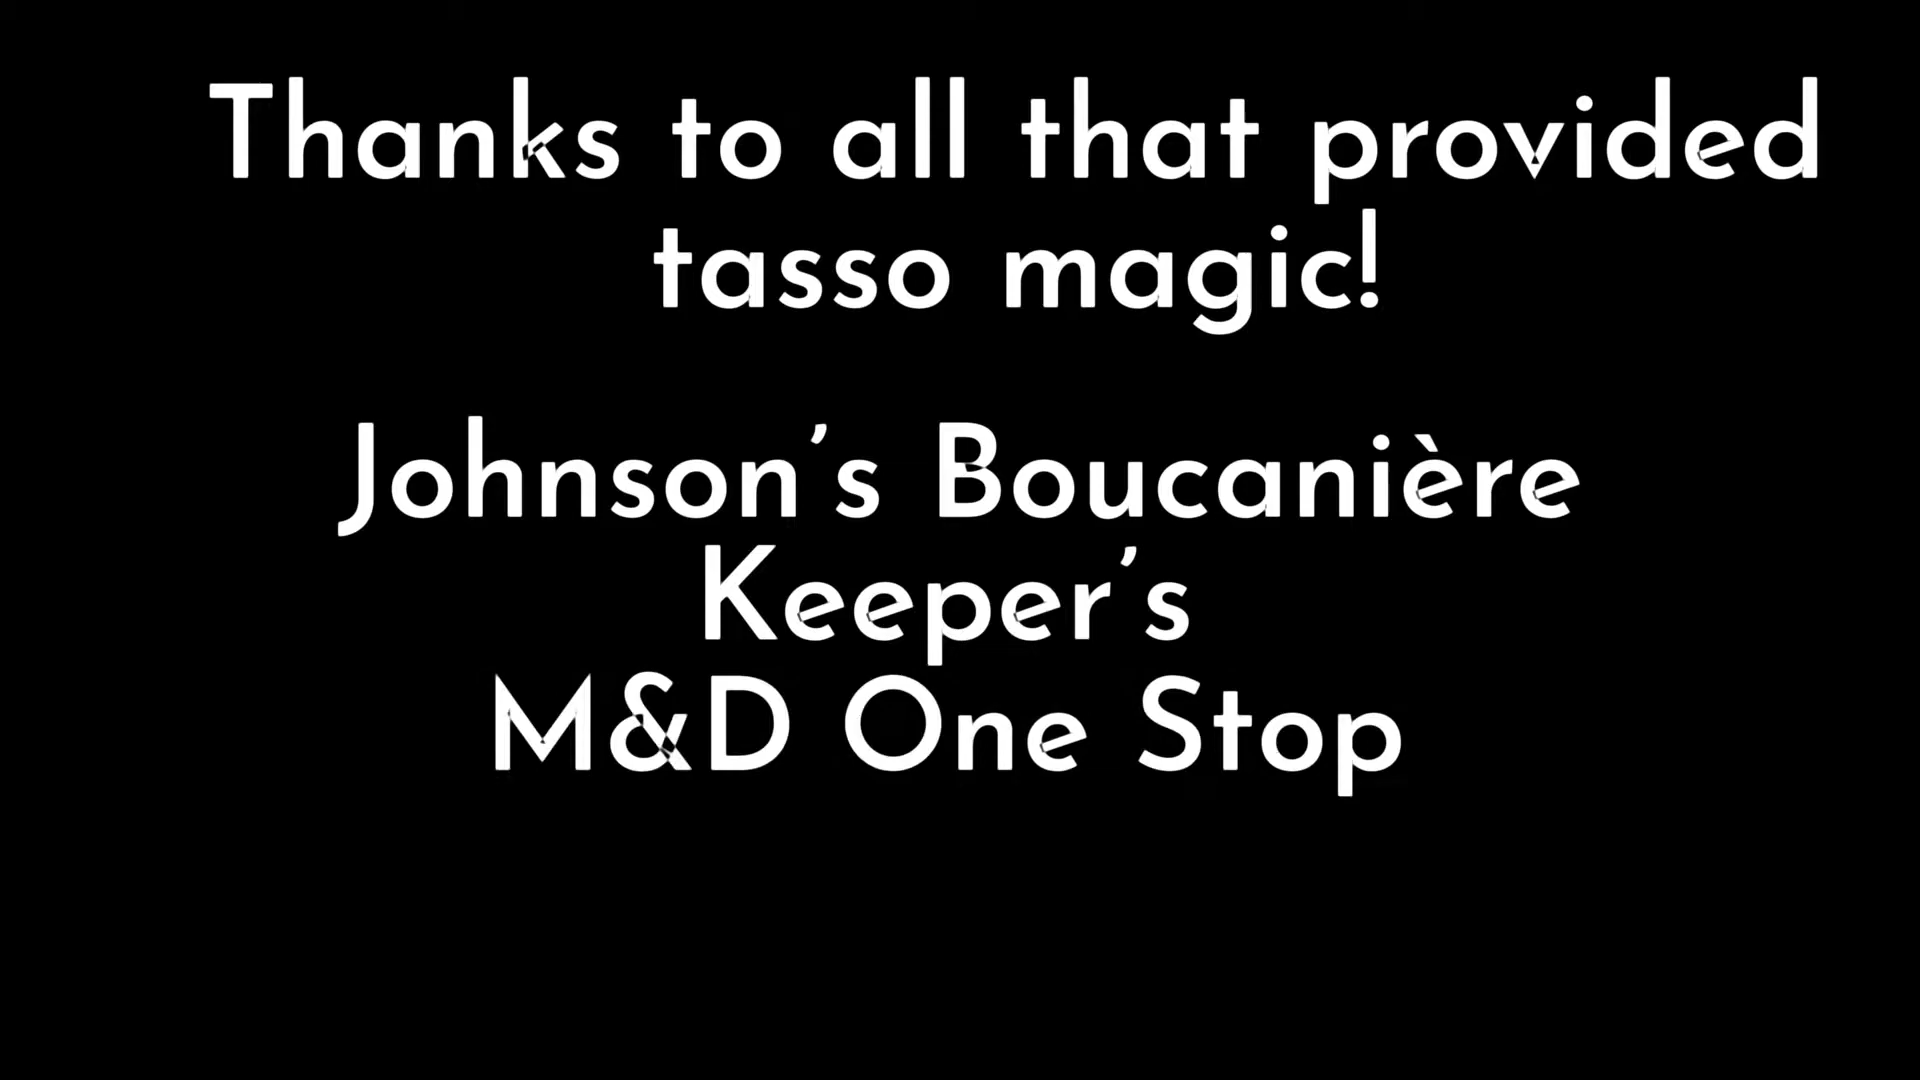 Thanks to all that provided
tasso magic!
Johnson’s Boucanière
Keeper’s
M&D One Stop